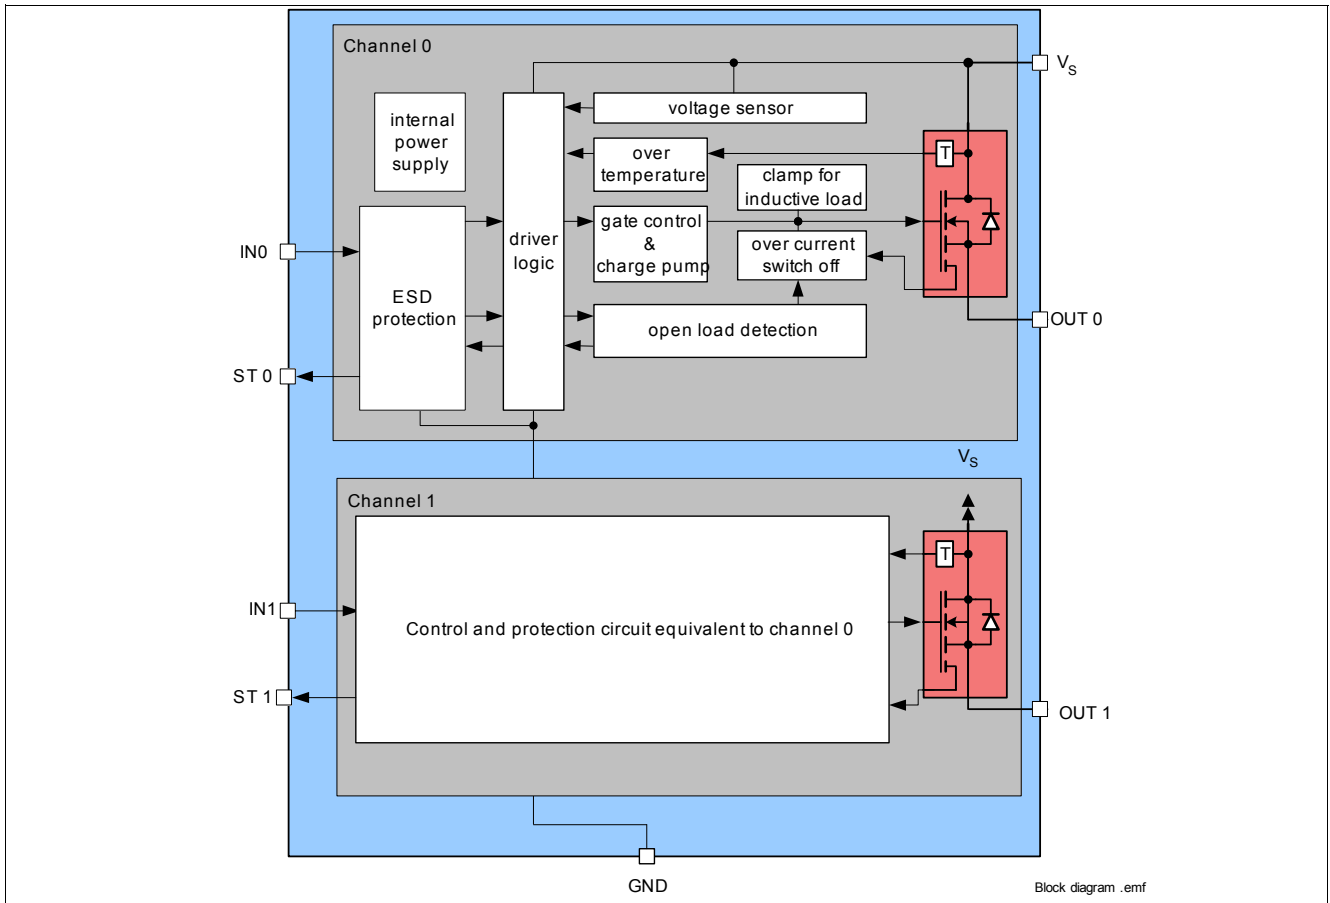 Channel 0
V_S
voltage sensor
internal
power
supply
over
temperature
T
clamp for
inductive load
IN0
driver
logic
gate control
&
charge pump
over current
switch off
ESD
protection
open load detection
OUT 0
ST 0
V_S
Channel 1
T
IN1
Control and protection circuit equivalent to channel 0
ST 1
OUT 1
GND
Block diagram .emf